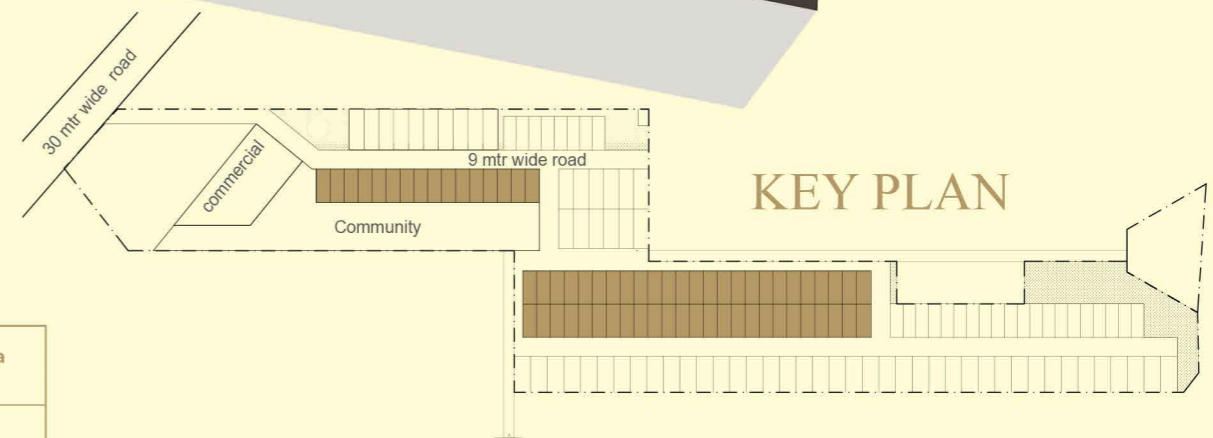 30 mtr wide road
commercial
9 mtr wide road
KEY PLAN
Community
a